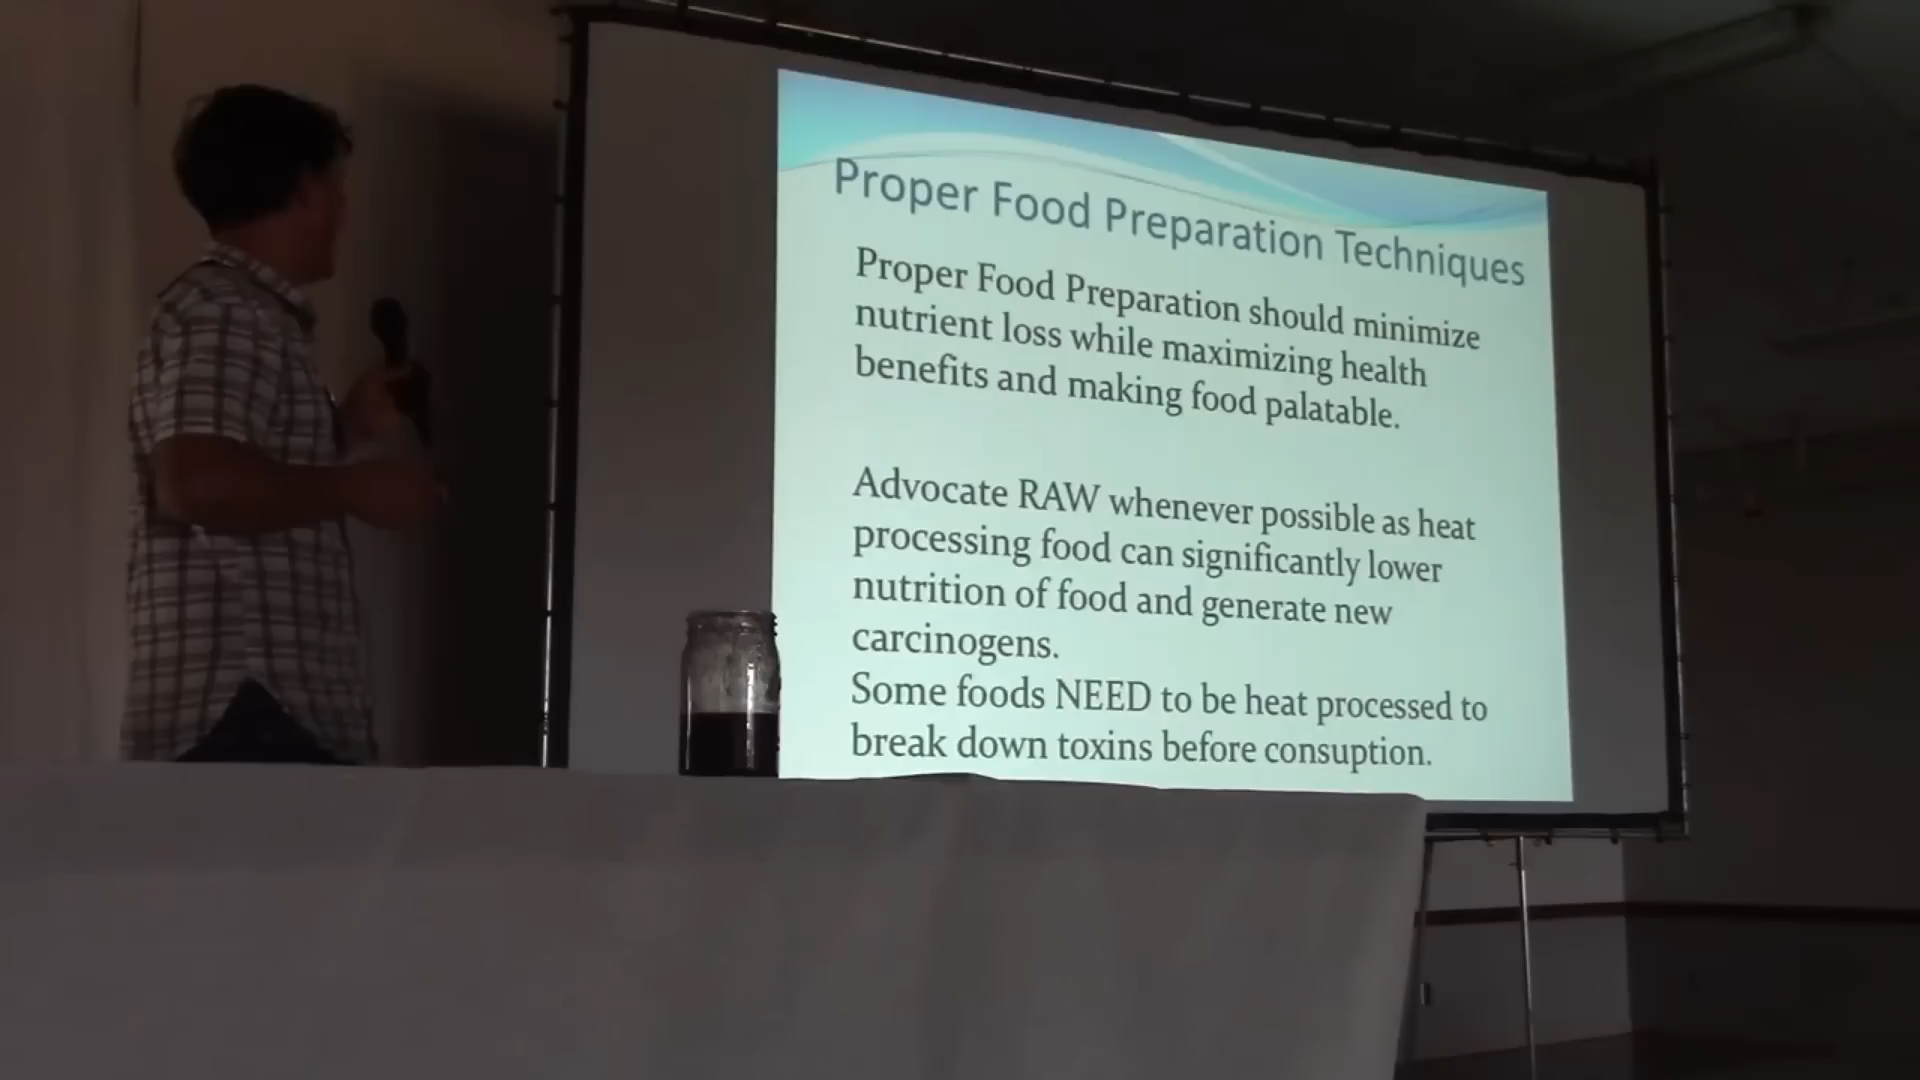 Proper Food Preparation Techniques
Proper Food Preparation should minimize
nutrient loss while maximizing health
benefits and making food palatable.
Advocate RAW whenever possible as heat
processing food can significantly lower
nutrition of food and generate new
carcinogens.
Some foods NEED to be heat processed to
break down toxins before consuption.